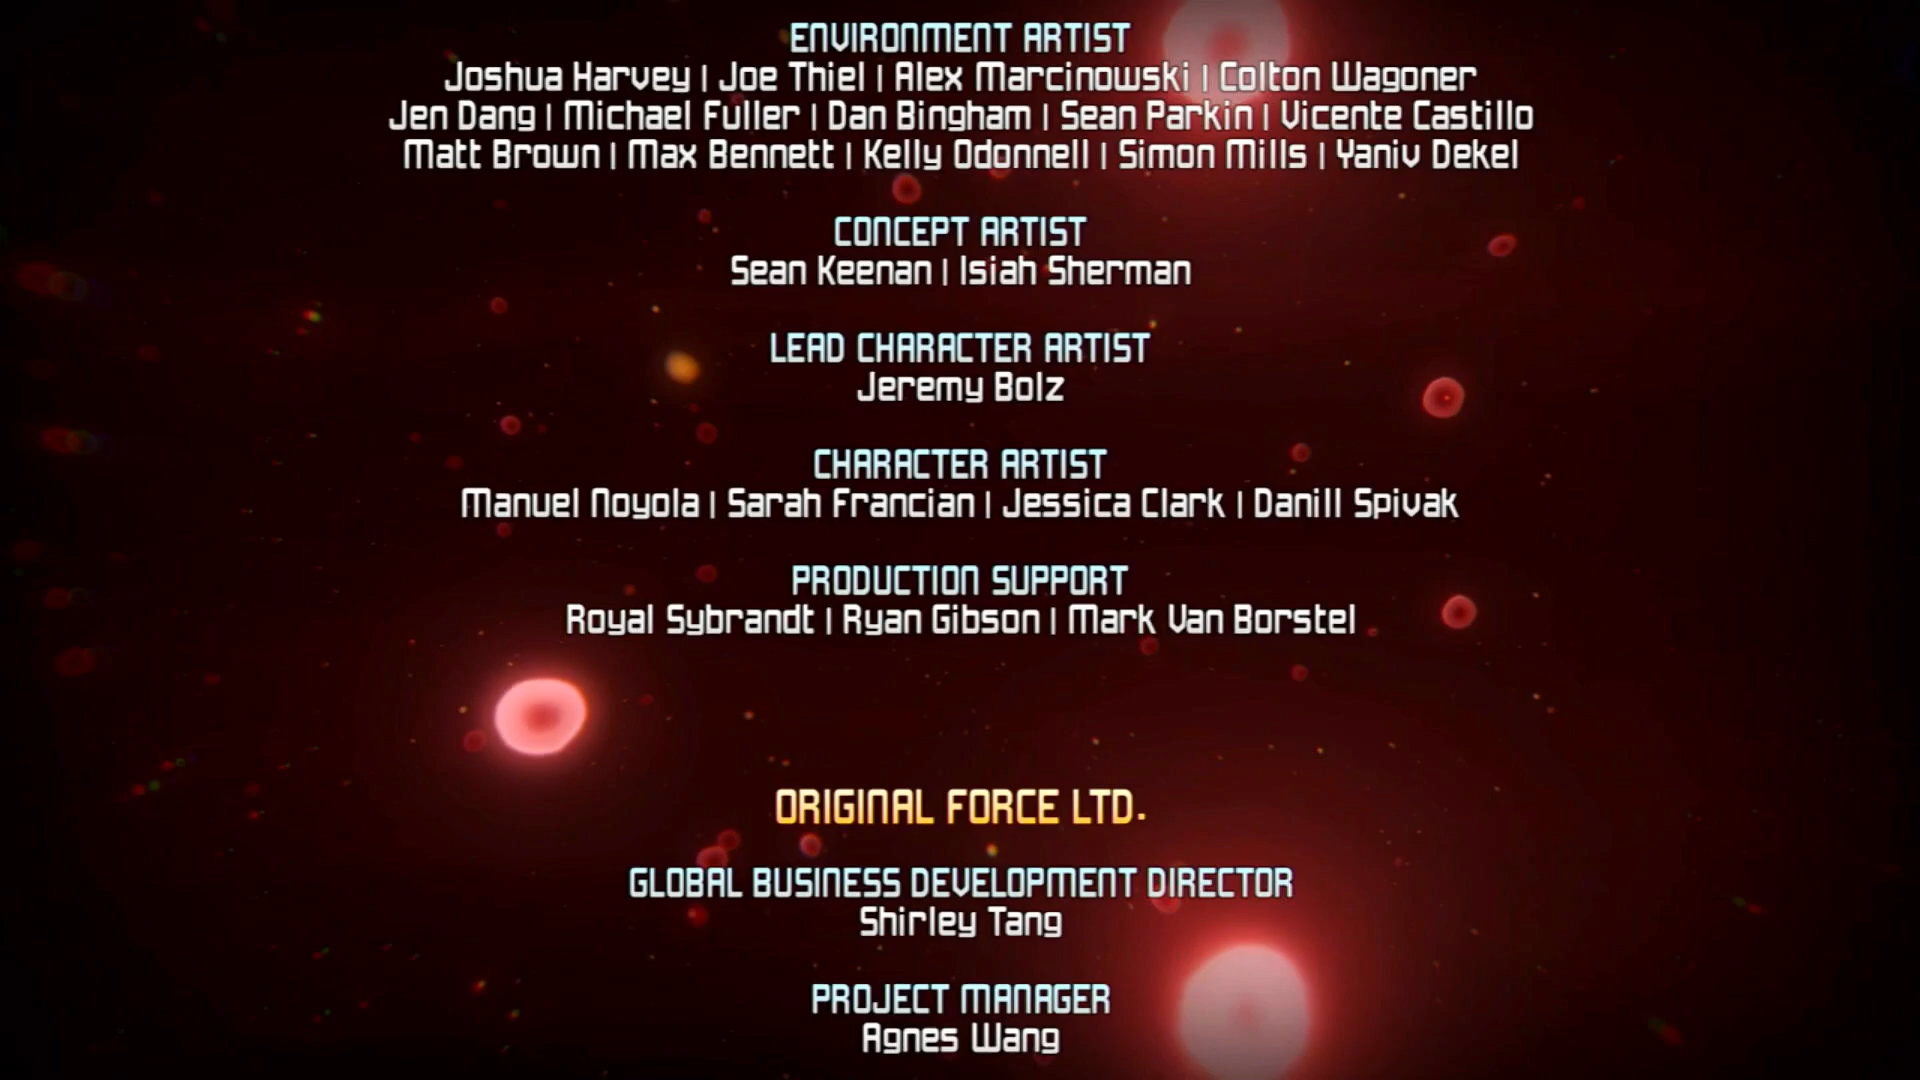 ENVIRONMENT ARTIST
Joshua Harvey | Joe Thiel | Alex Marcinowski | Colton Wagoner
Jen Dang | Michael Fuller | Dan Bingham | Sean Parkin | Vicente Castillo
Matt Brown | Max Bennett | Kelly Odonnell | Simon Mills | Yaniv Dekel
CONCEPT ARTIST
Sean Keenan | Isiah Sherman
LEAD CHARACTER ARTIST
Jeremy Bolz
CHARACTER ARTIST
Manuel Noyola | Sarah Francian | Jessica Clark | Danill Spivak
PRODUCTION SUPPORT
Royal Sybrandt | Ryan Gibson | Mark Van Borstel
ORIGINAL FORCE LTD.
GLOBAL BUSINESS DEVELOPMENT DIRECTOR
Shirley Tang
PROJECT MANAGER
Agnes Wang